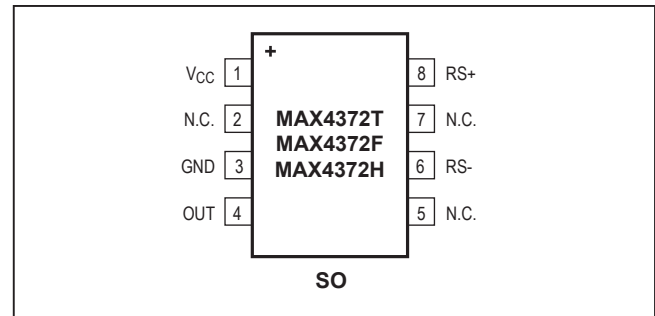 +
VCC 1
8 RS+
N.C. 2
MAX4372T
7 N.C.
MAX4372F
GND 3
MAX4372H
6 RS-
OUT 4
5 N.C.
SO